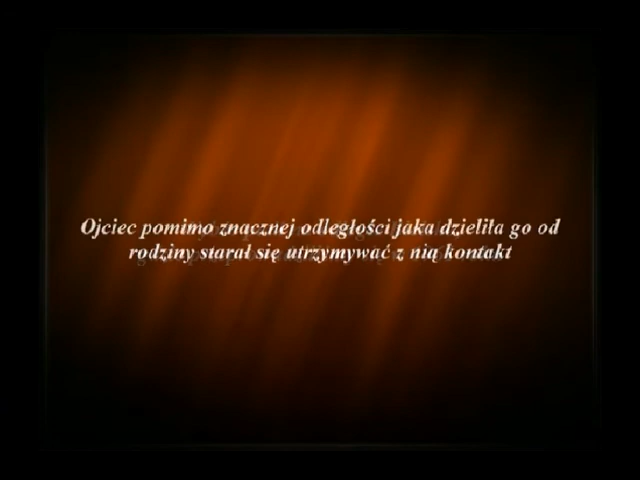 Ojciec pomimo znacznej odległości jaka dzieliła go od
rodziny starał się utrzymywać z nią kontakt